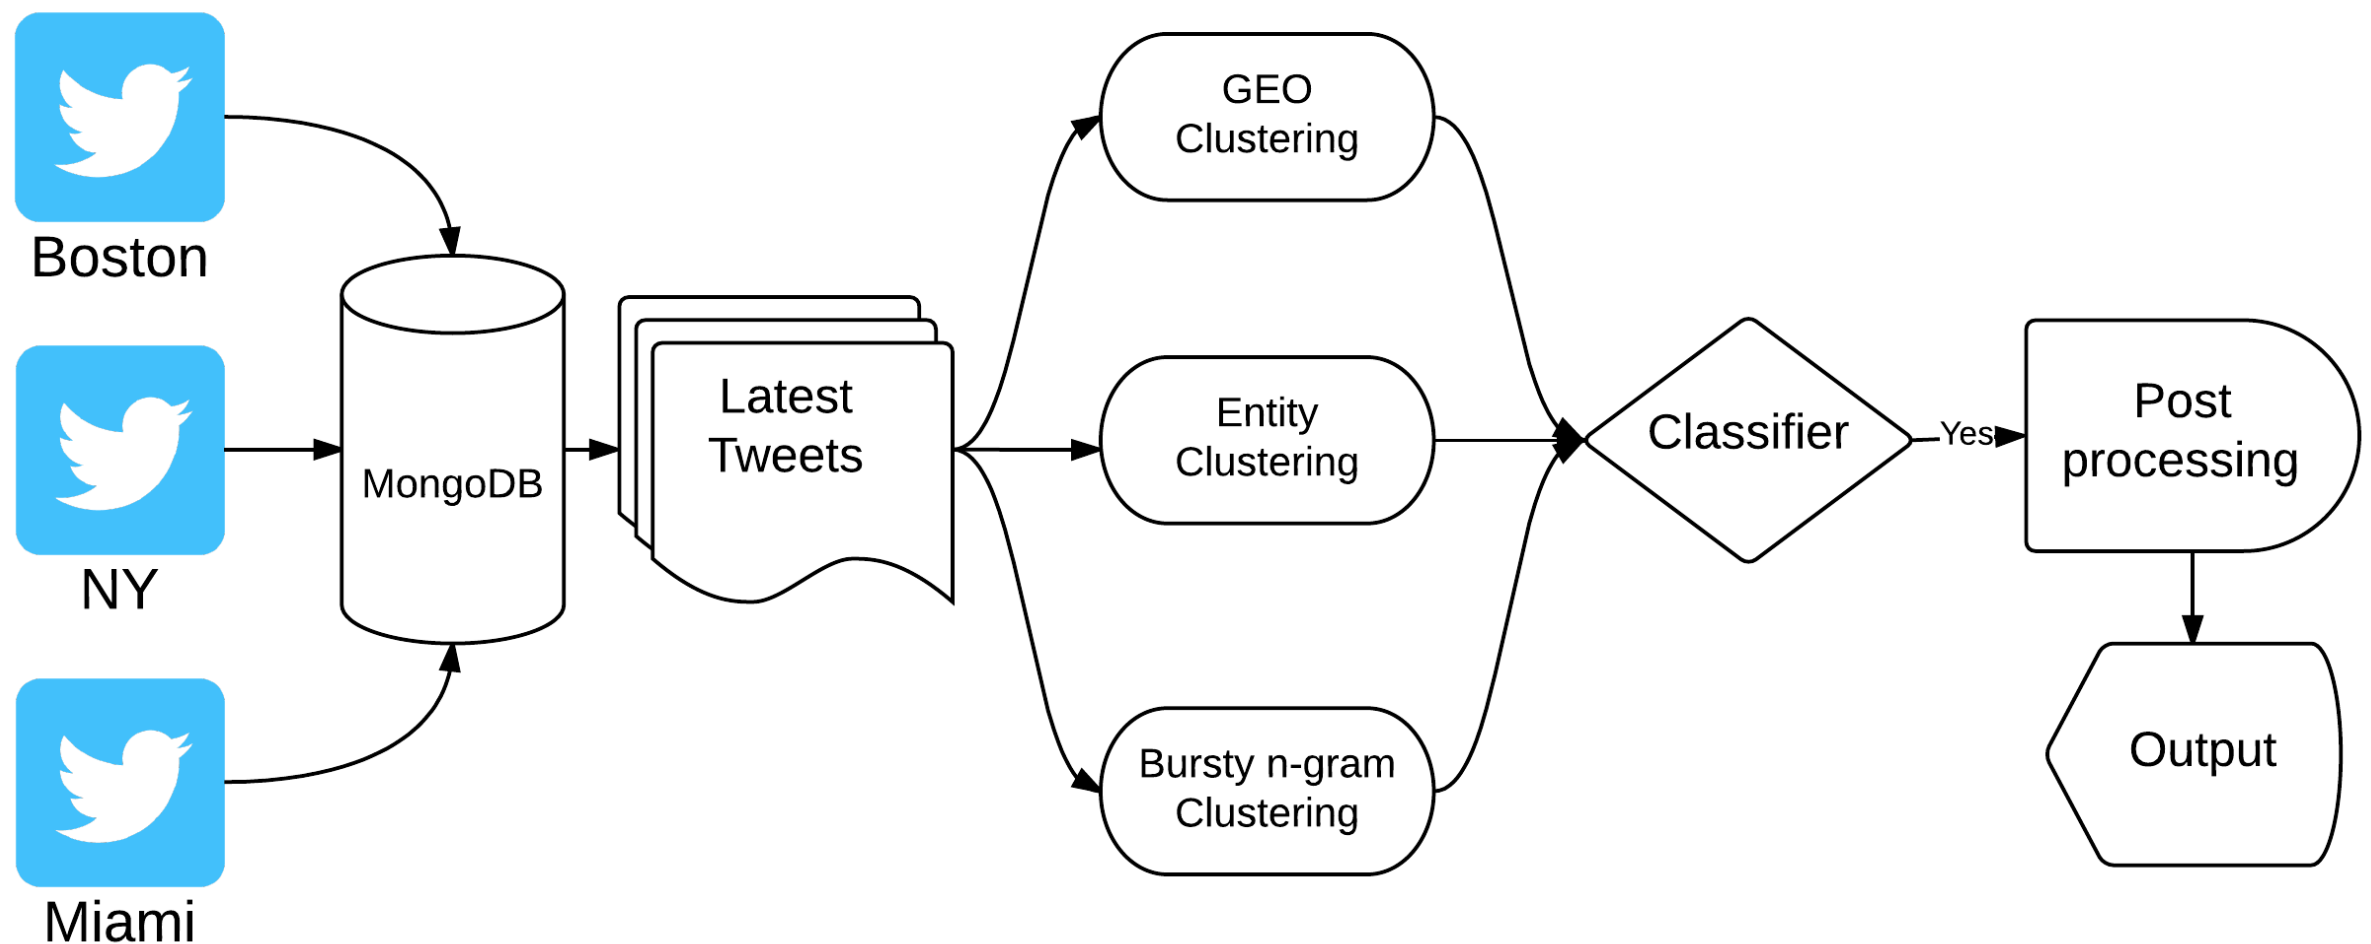 Boston
NY
Miami
MongoDB
Latest
Tweets
GEO
Clustering
Entity
Clustering
Bursty n-gram
Clustering
Classifier
Yes
Post
processing
Output